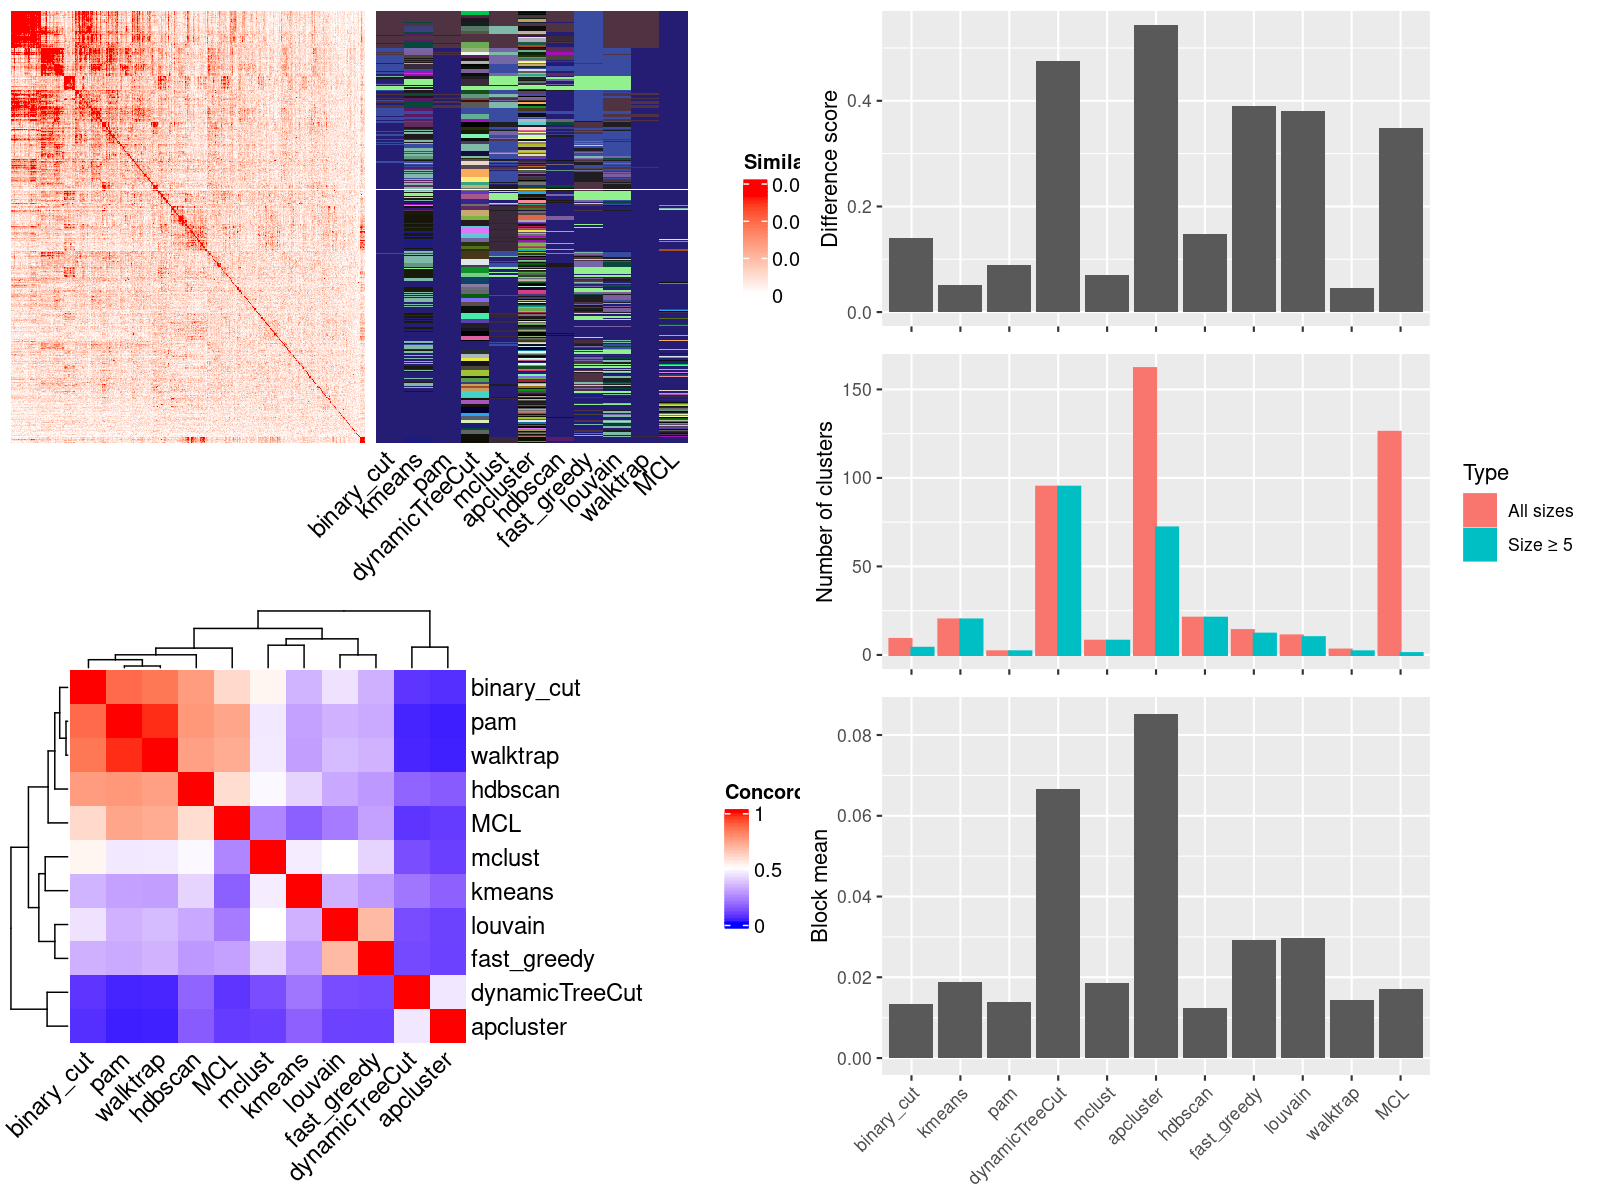 Simila
0.0
0.0
0.0
0
binary_cut
kmeans
pam
dynamicTreeCut
mclust
apcluster
hdbscan
fast_greedy
louvain
walktrap
MCL
binary_cut
pam
walktrap
hdbscan
MCL
mclust
kmeans
louvain
fast_greedy
dynamicTreeCut
apcluster
binary_cut
pam
walktrap
hdbscan
MCL
mclust
kmeans
louvain
fast_greedy
dynamicTreeCut
apcluster
Concord
1
0.5
0
Difference score
0.4
0.2
0.0
Number of clusters
150
100
50
0
Type
All sizes
Size ≥ 5
Block mean
0.08
0.06
0.04
0.02
0.00
binary_cut
kmeans
pam
dynamicTreeCut
mclust
apcluster
hdbscan
fast_greedy
louvain
walktrap
MCL